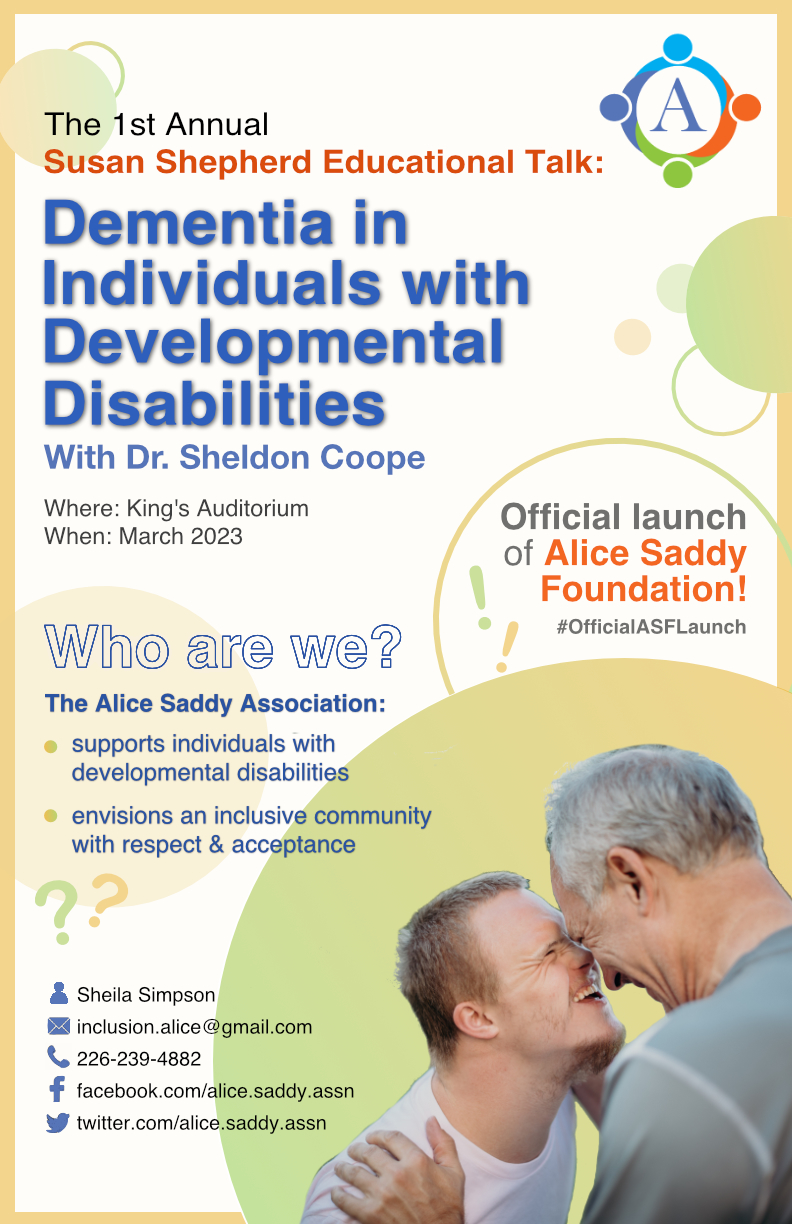 A
The 1st Annual
Susan Shepherd Educational Talk:
Dementia in
Individuals with
Developmental
Disabilities
With Dr. Sheldon Coope
Where: King's Auditorium
When: March 2023
Official launch
of Alice Saddy
Foundation!
#OfficialASFLaunch
Who are we?
The Alice Saddy Association:
supports individuals with
developmental disabilities
envisions an inclusive community
with respect & acceptance
Sheila Simpson
inclusion.alice@gmail.com
226-239-4882
facebook.com/alice.saddy.assn
twitter.com/alice.saddy.assn